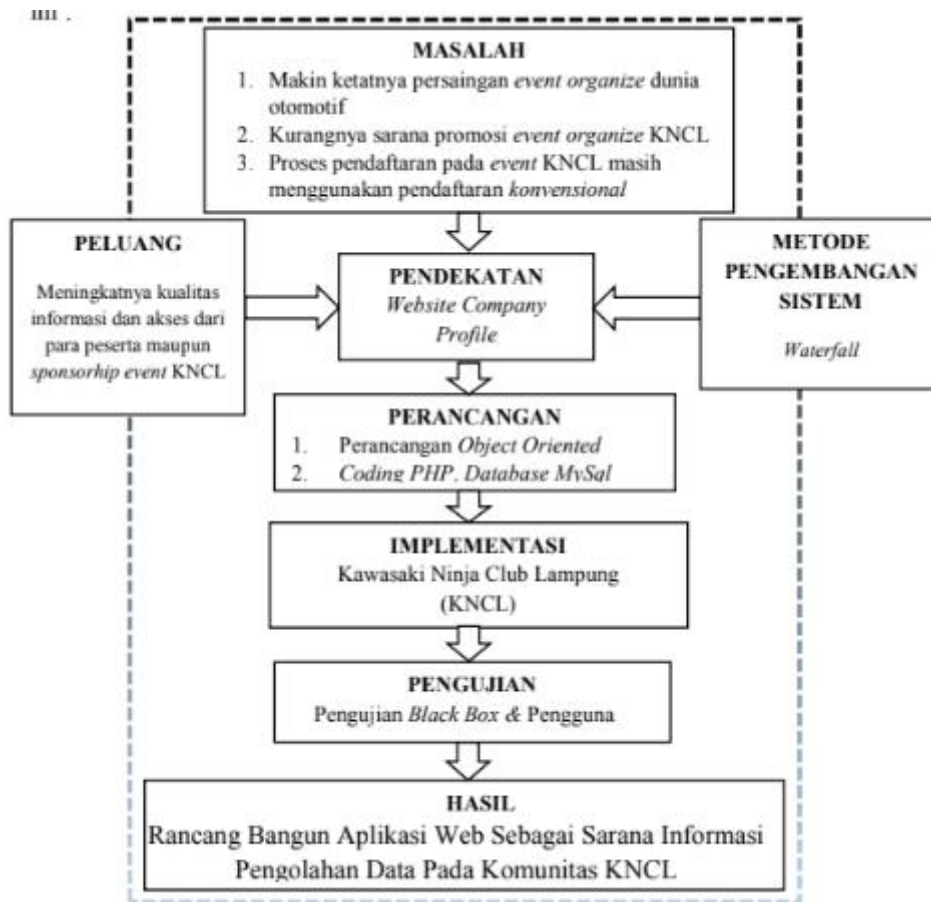 MASALAH
1. Makin ketatnya persaingan event organize dunia
otomotif
2. Kurangnya sarana promosi event organize KNCL
3. Proses pendaftaran pada event KNCL masih
menggunakan pendaftaran konvensional
PELUANG
Meningkatnya kualitas
informasi dan akses dari
para peserta maupun
sponsorhip event KNCL
PENDEKATAN
Website Company
Profile
METODE
PENGEMBANGAN
SISTEM
Waterfall
PERANCANGAN
1. Perancangan Object Oriented
2. Coding PHP, Database MySql
IMPLEMENTASI
Kawasaki Ninja Club Lampung
(KNCL)
PENGUJIAN
Pengujian Black Box & Pengguna
HASIL
Rancang Bangun Aplikasi Web Sebagai Sarana Informasi
Pengolahan Data Pada Komunitas KNCL